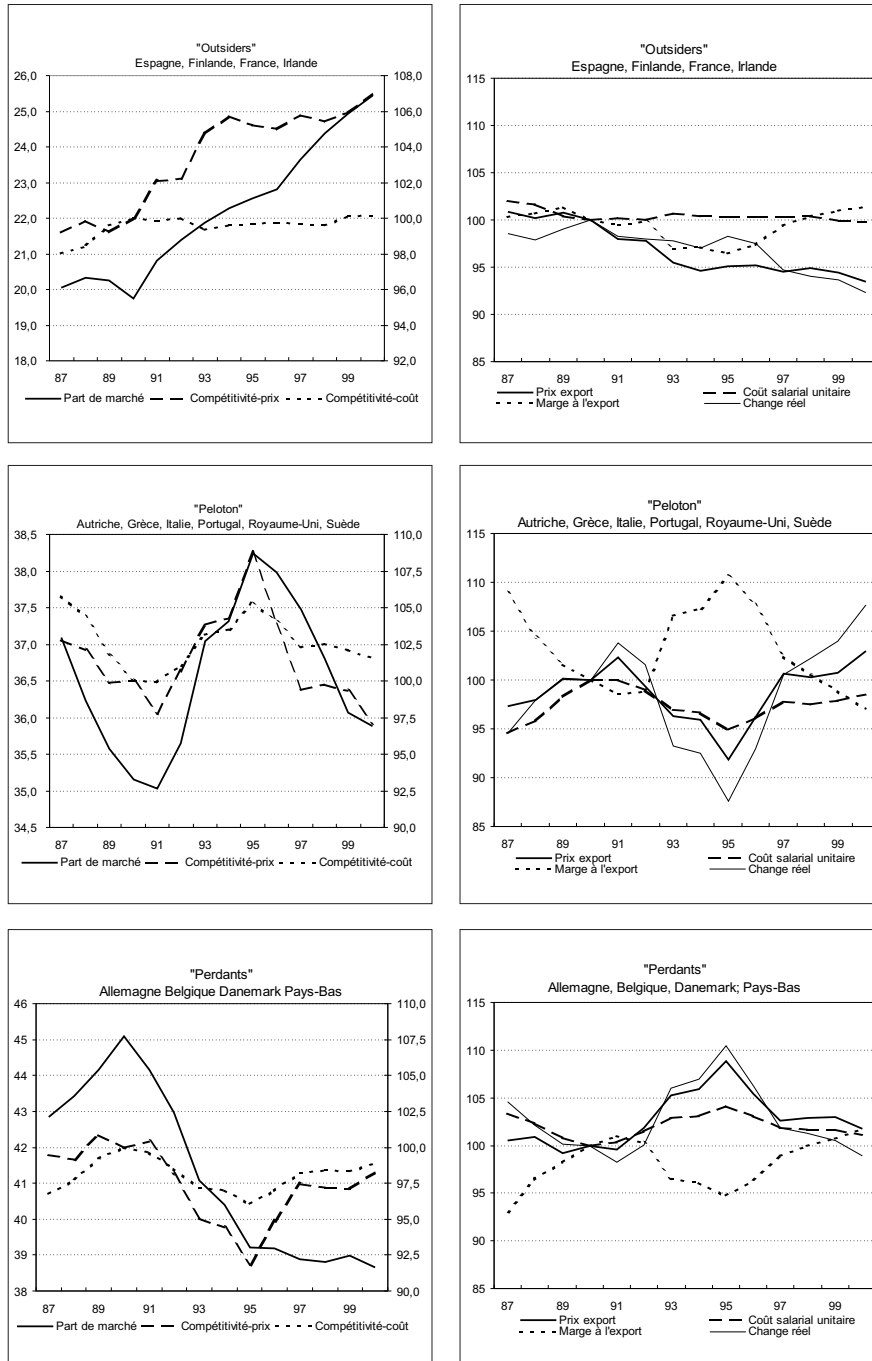 "Outsiders"
Espagne, Finlande, France, Irlande
26,0
25,0
24,0
23,0
22,0
21,0
20,0
19,0
18,0
108,0
106,0
104,0
102,0
100,0
98,0
96,0
94,0
92,0
87 89 91 93 95 97 99
Part de marché Compétitivité-prix Compétitivité-coût
"Outsiders"
Espagne, Finlande, France, Irlande
115
110
105
100
95
90
85
87 89 91 93 95 97 99
Prix export Coüt salarial unitaire
Marge à l'export Change réel
"Peloton"
Autriche, Grèce, Italie, Portugal, Royaume-Uni, Suède
38,5
38,0
37,5
37,0
36,5
36,0
35,5
35,0
34,5
110,0
107,5
105,0
102,5
100,0
97,5
95,0
92,5
90,0
87 89 91 93 95 97 99
Part de marché Compétitivité-prix Compétitivité-coût
"Peloton"
Autriche, Grèce, Italie, Portugal, Royaume-Uni, Suède
115
110
105
100
95
90
85
87 89 91 93 95 97 99
Prix export Coût salarial unitaire
Marge à l'export Change réel
"Perdants"
Allemagne Belgique Danemark Pays-Bas
46
45
44
43
42
41
40
39
38
110,0
107,5
105,0
102,5
100,0
97,5
95,0
92,5
90,0
87 89 91 93 95 97 99
Part de marché Compétitivité-prix Compétitivité-coût
"Perdants"
Allemagne, Belgique, Danemark; Pays-Bas
115
110
105
100
95
90
85
87 89 91 93 95 97 99
Prix export Coût salarial unitaire
Marge à l'export Change réel